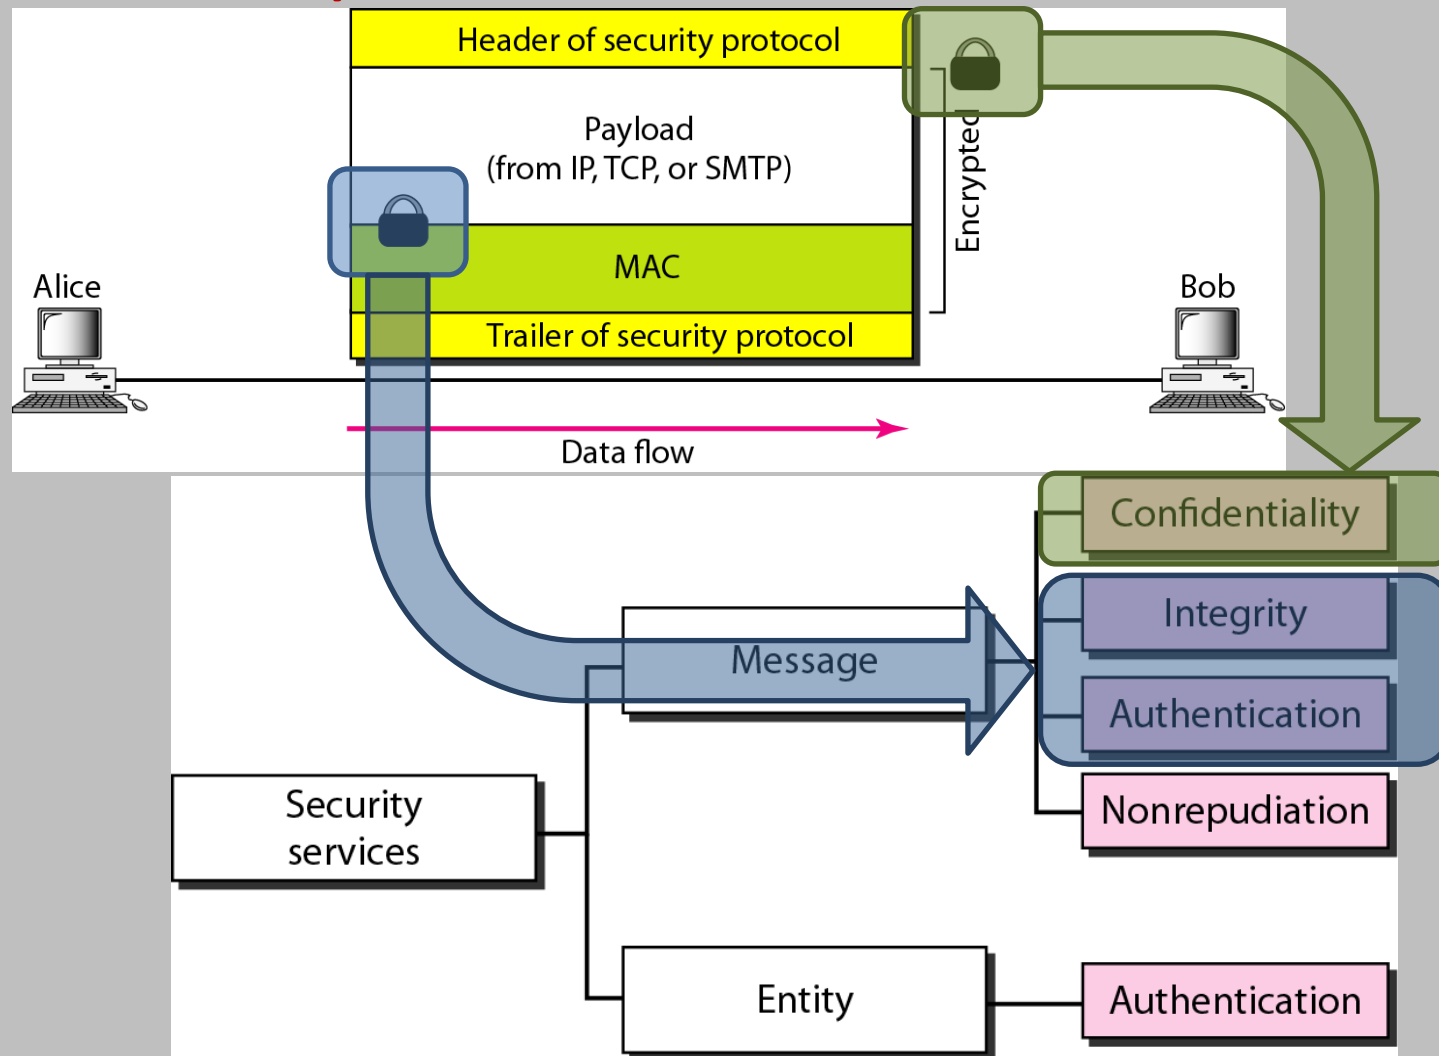 Header of security protocol
Payload
(from IP, TCP, or SMTP)
Encrypted
MAC
Trailer of security protocol
Alice
Bob
Data flow
Confidentiality
Integrity
Message
Authentication
Security
services
Nonrepudiation
Entity
Authentication